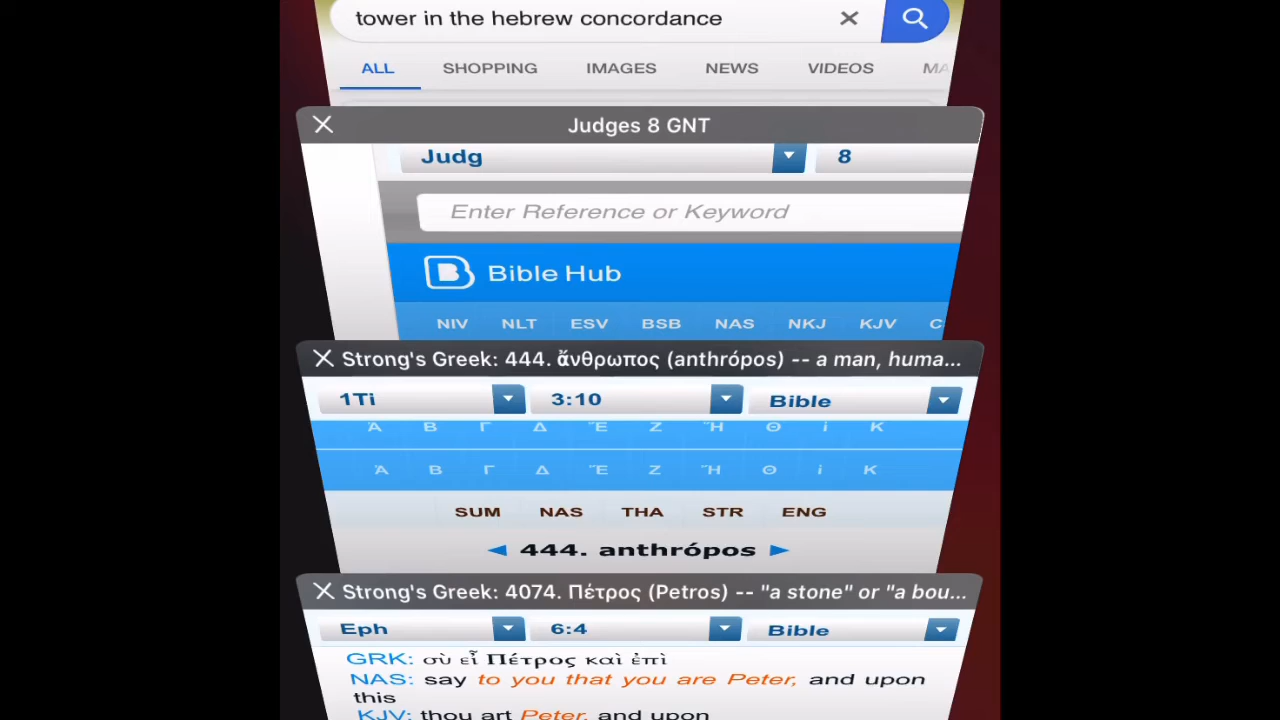 tower in the hebrew concordance
ALL SHOPPING IMAGES NEWS VIDEOS MA
Judges 8 GNT
Judg 8
Enter Reference or Keyword
Bible Hub
NIV NLT ESV BSB NAS NKJ KJV C
Strong's Greek: 444. ἄνθρωπος (anthrópos) -- a man, huma...
1Ti 3:10 Bible
Ἀ Β Γ Δ Ἕ Ζ Ἥ Θ ἰ Κ
Ἀ Β Γ Δ Ἕ Ζ Ἥ Θ ἰ Κ
SUM NAS THA STR ENG
◄ 444. anthrópos ►
Strong's Greek: 4074. Πέτρος (Petros) -- "a stone" or "a bou...
Eph 6:4 Bible
GRK: σὺ εἶ Πέτρος καὶ ἐπὶ
NAS: say to you that you are Peter, and upon
this
KJV: thou art Peter, and upon